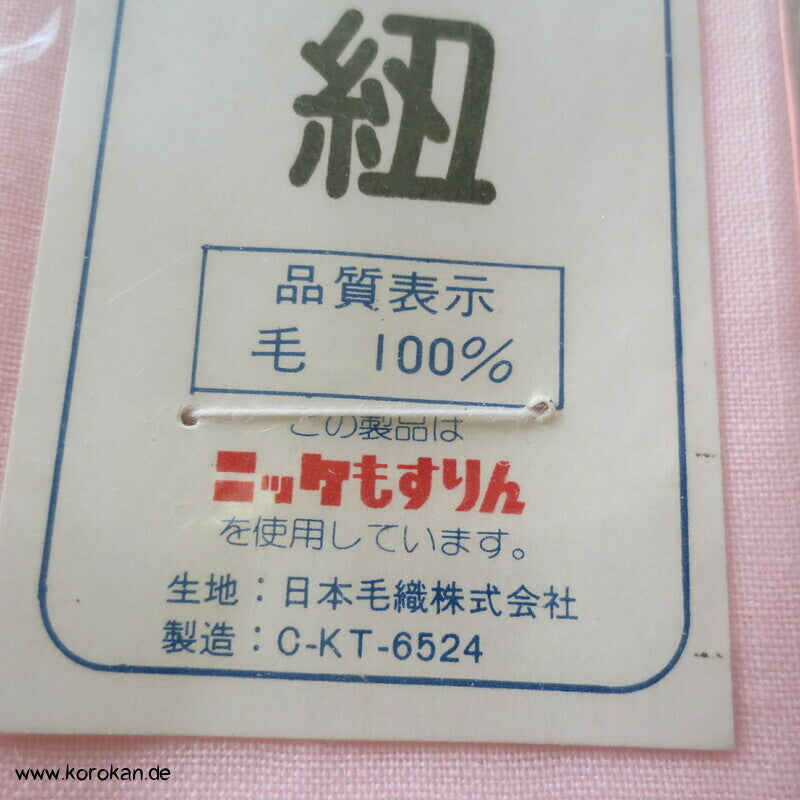 紐
品質表示
毛 100%
この製品は
ニッケもすりん
を使用しています。
生地：日本毛織株式会社
製造：C-KT-6524
www.korokan.de